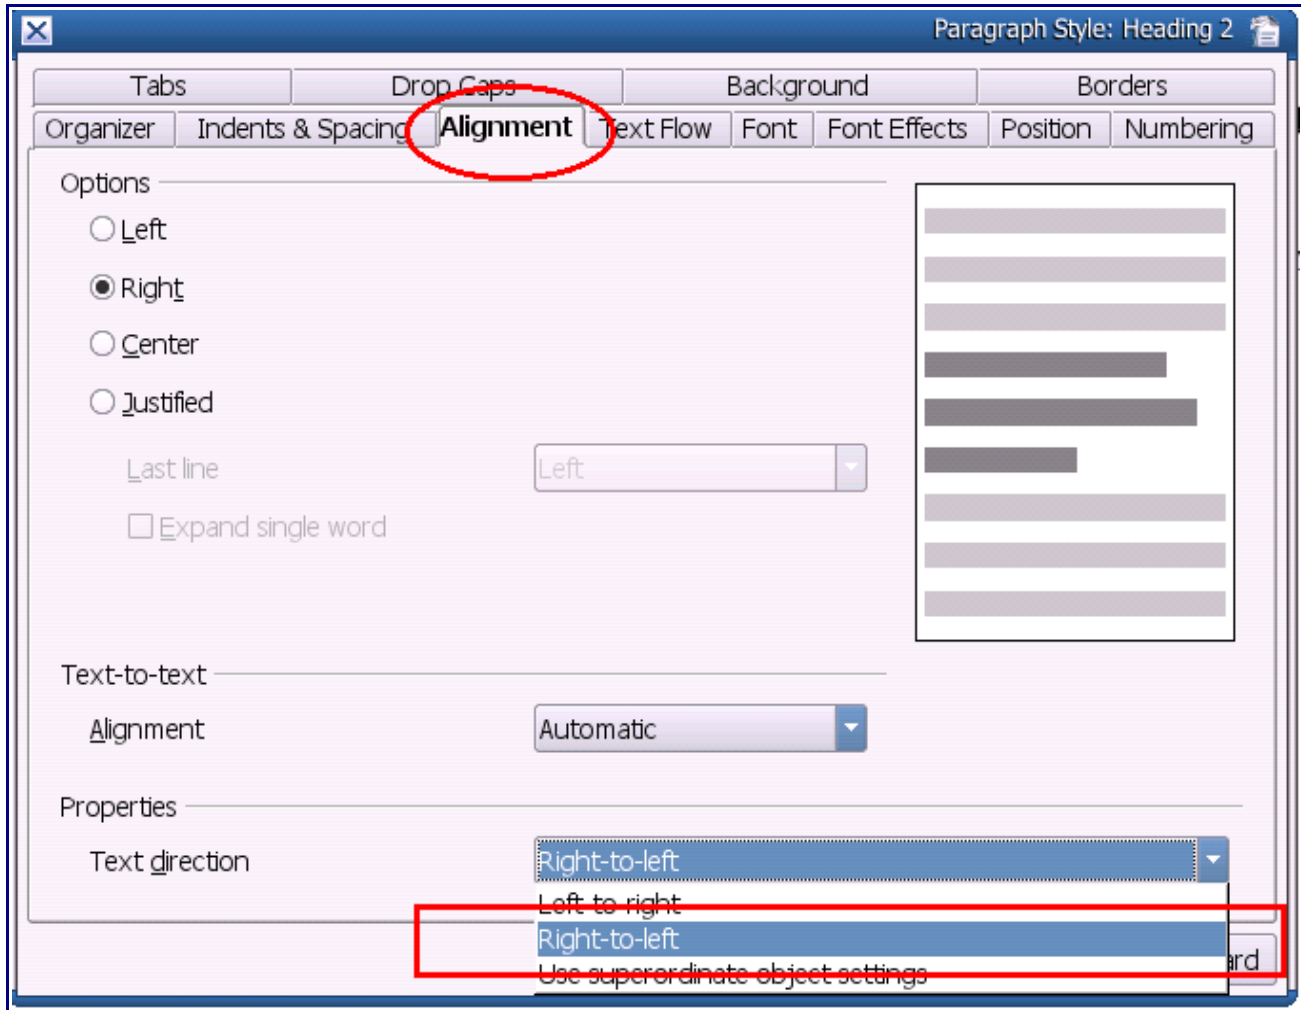 Paragraph Style: Heading 2
Tabs Drop Caps Background Borders
Organizer Indents & Spacing Alignment Text Flow Font Font Effects Position Numbering
Options
Left
Right
Center
Justified
Last line Left
Expand single word
Text-to-text
Alignment Automatic
Properties
Text direction Right-to-left
Left-to-right
Right-to-left
Use superordinate object settings